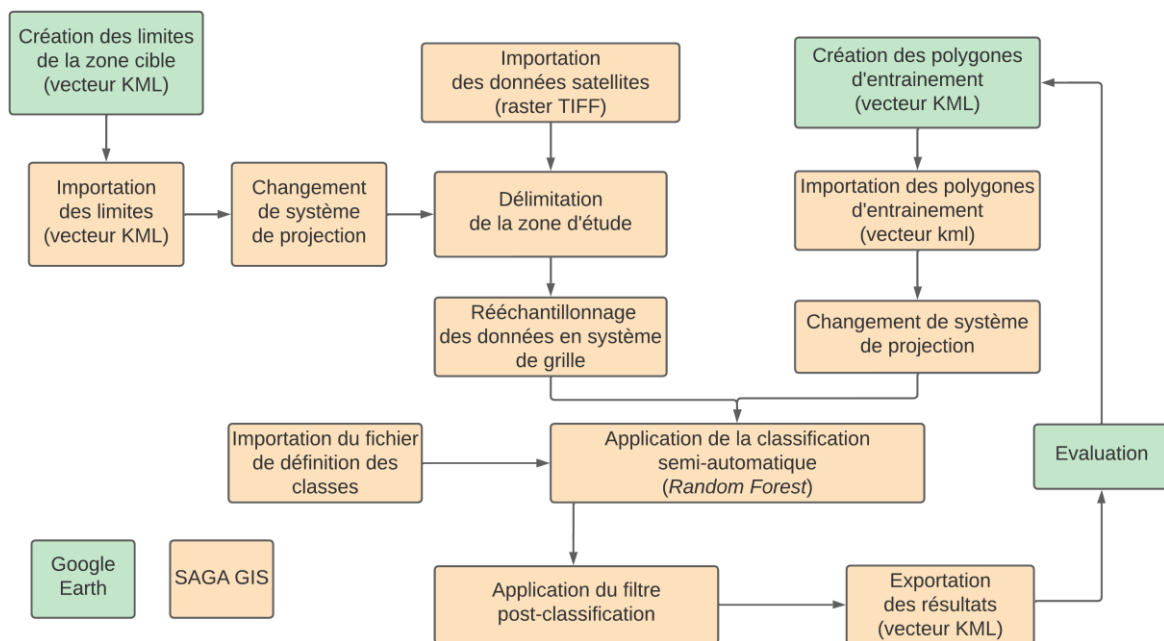 Création des limites
de la zone cible
(vecteur KML)
Importation
des données satellites
(raster TIFF)
Création des polygones
d'entrainement
(vecteur KML)
Importation
des limites
(vecteur KML)
Changement
de système
de projection
Délimitation
de la zone d'étude
Importation des polygones
d'entrainement
(vecteur kml)
Rééchantillonnage
des données en système
de grille
Changement de système
de projection
Importation du fichier
de définition des
classes
Application de la classification
semi-automatique
(Random Forest)
Evaluation
Google
Earth
SAGA GIS
Application du filtre
post-classification
Exportation
des résultats
(vecteur KML)